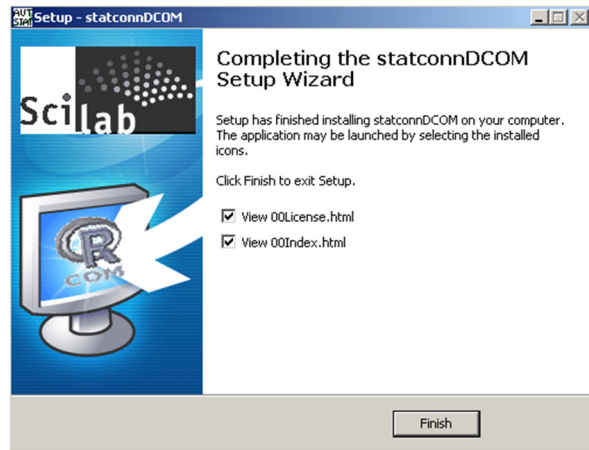 AUT
STAT
Setup - statconnDCOM
Scilab
R
COM
Completing the statconnDCOM
Setup Wizard
Setup has finished installing statconnDCOM on your computer.
The application may be launched by selecting the installed
icons.
Click Finish to exit Setup.
View 00License.html
View 00Index.html
Finish